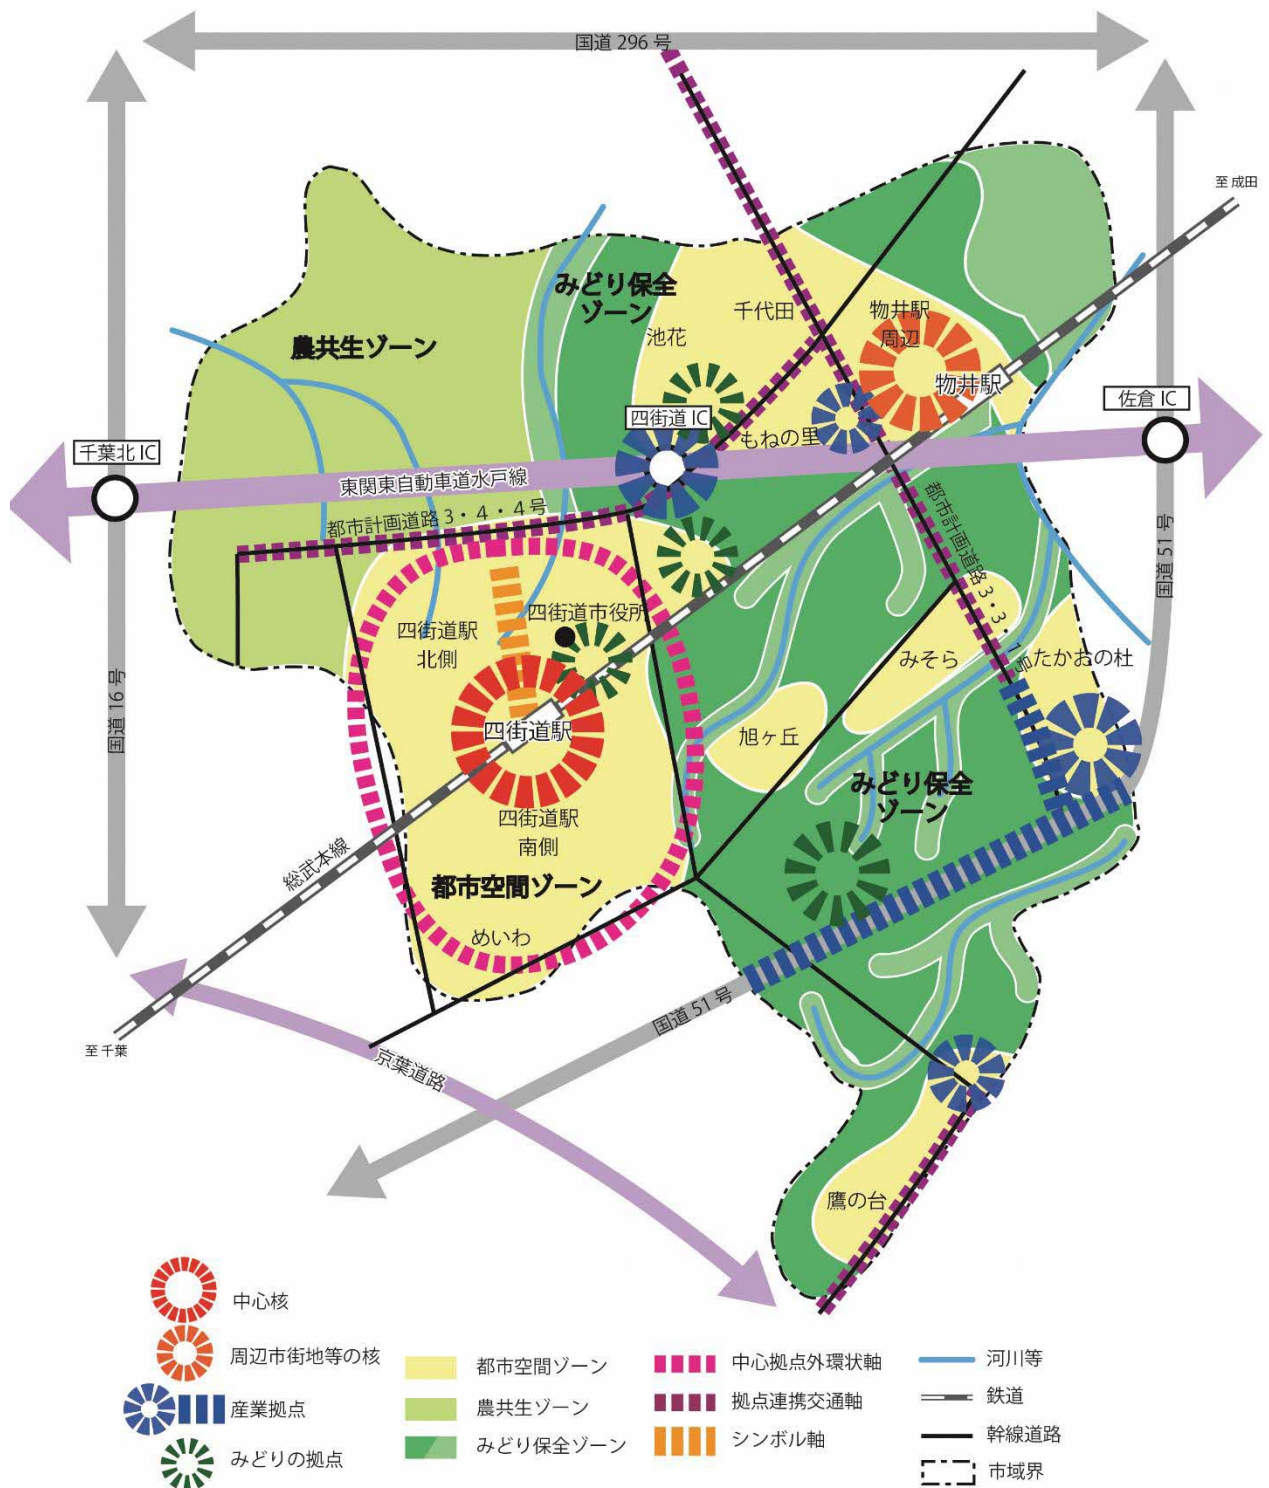 国道 296 号
至 成田
みどり保全
ゾーン
千代田
物井駅
周辺
池花
農共生ゾーン
物井駅
佐倉 IC
四街道 IC
もねの里
千葉北 IC
東関東自動車道水戸線
都市計画道路 3・4・4号
都市計画道路 3・3・1号
国道 51 号
四街道市役所
四街道駅
北側
みそら
たかおの杜
国道 16 号
四街道駅
旭ヶ丘
みどり保全
ゾーン
四街道駅
南側
総武本線
都市空間ゾーン
めいわ
国道 51 号
至 千葉
京葉道路
鷹の台
中心核
周辺市街地等の核
産業拠点
みどりの拠点
都市空間ゾーン
農共生ゾーン
みどり保全ゾーン
中心拠点外環状軸
拠点連携交通軸
シンボル軸
河川等
鉄道
幹線道路
市域界